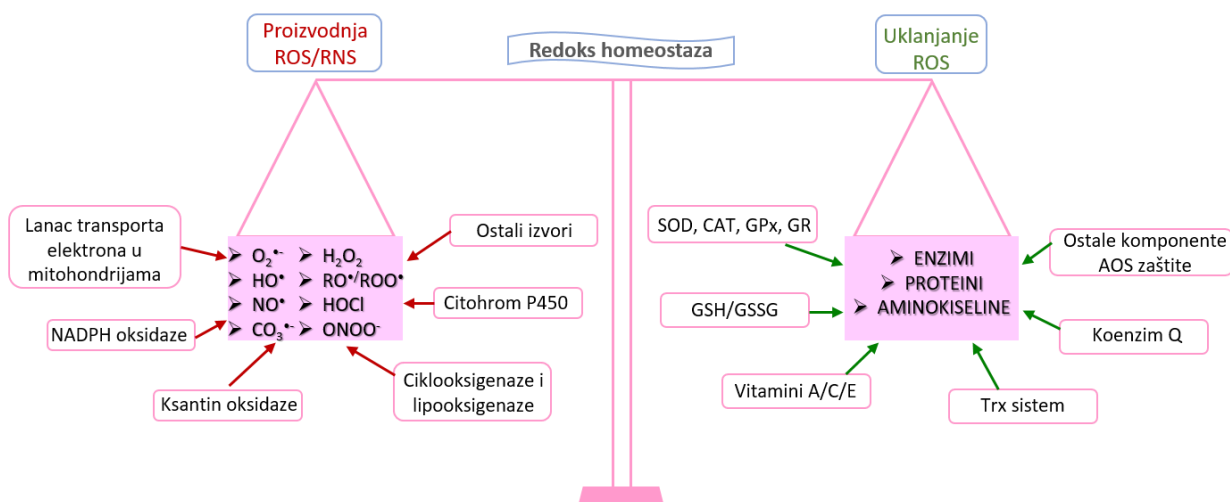 Proizvodnja
ROS/RNS
Redoks homeostaza
Uklanjanje
ROS
Lanac transporta
elektrona u
mitohondrijama
NADPH oksidaze
Ksantin oksidaze
➢ O₂•⁻
➢ HO•
➢ NO•
➢ CO₃•⁻
➢ H₂O₂
➢ RO•/ROO•
➢ HOCl
➢ ONOO⁻
Ostali izvori
Citohrom P450
Ciklooksigenaze i
lipooksigenaze
SOD, CAT, GPx, GR
GSH/GSSG
Vitamini A/C/E
➢ ENZIMI
➢ PROTEINI
➢ AMINOKISELINE
Ostale komponente
AOS zaštite
Koenzim Q
Trx sistem